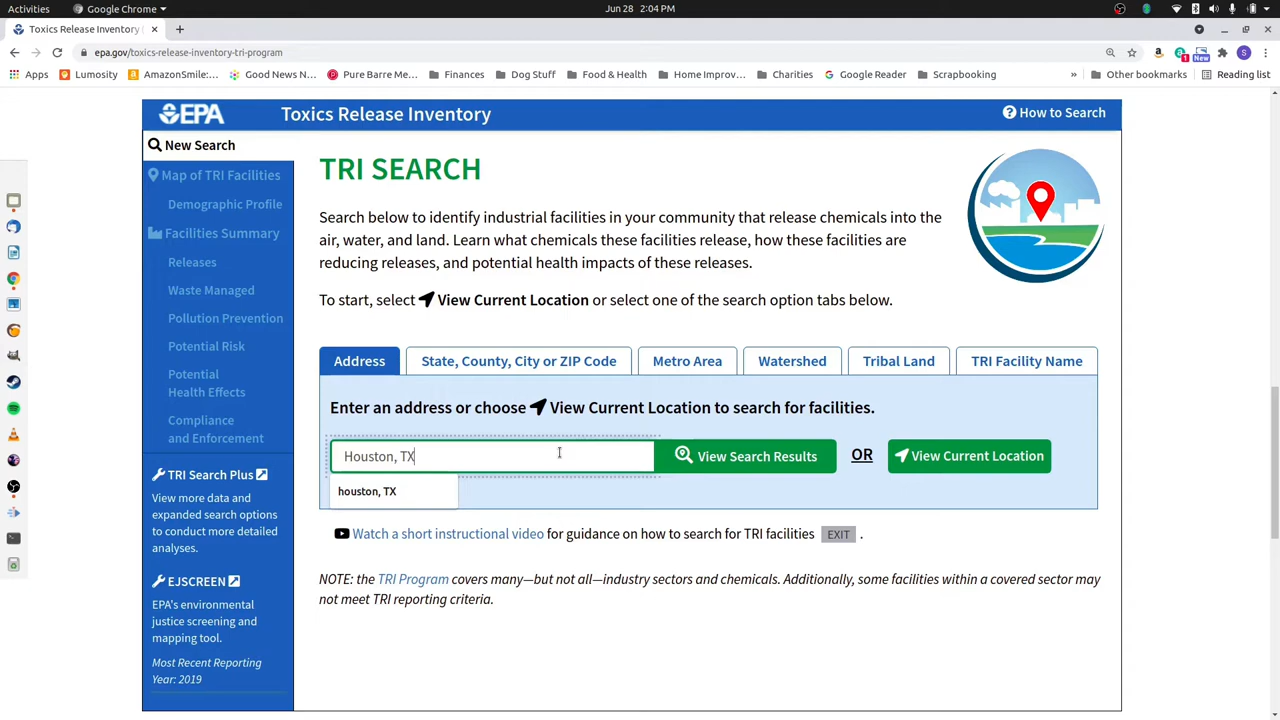 Activities
Google Chrome
Jun 28 2:04 PM
Toxics Release Inventory (
epa.gov/toxics-release-inventory-tri-program
S
Apps
Lumosity
AmazonSmile:...
Good News N...
Pure Barre Me...
Finances
Dog Stuff
Food & Health
Home Improv...
Charities
Google Reader
Scrapbooking
»
Other bookmarks
Reading list
1
New
EPA
Toxics Release Inventory
How to Search
New Search
Map of TRI Facilities
Demographic Profile
Facilities Summary
Releases
Waste Managed
Pollution Prevention
Potential Risk
Potential
Health Effects
Compliance
and Enforcement
TRI Search Plus
View more data and
expanded search options
to conduct more detailed
analyses.
EJSCREEN
EPA's environmental
justice screening and
mapping tool.
Most Recent Reporting
Year: 2019
TRI SEARCH
Search below to identify industrial facilities in your community that release chemicals into the
air, water, and land. Learn what chemicals these facilities release, how these facilities are
reducing releases, and potential health impacts of these releases.
To start, select View Current Location or select one of the search option tabs below.
Address
State, County, City or ZIP Code
Metro Area
Watershed
Tribal Land
TRI Facility Name
Enter an address or choose View Current Location to search for facilities.
Houston, TX
View Search Results
OR
View Current Location
houston, TX
Watch a short instructional video for guidance on how to search for TRI facilities EXIT .
NOTE: the TRI Program covers many—but not all—industry sectors and chemicals. Additionally, some facilities within a covered sector may
not meet TRI reporting criteria.